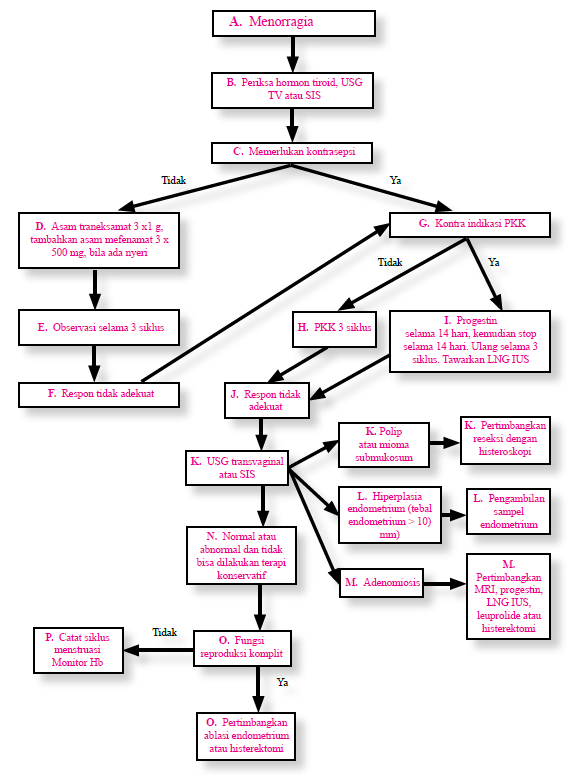 A. Menorragia
B. Periksa hormon tiroid, USG
TV atau SIS
C. Memerlukan kontrasepsi
Tidak
Ya
D. Asam traneksamat 3 x1 g,
tambahkan asam mefenamat 3 x
500 mg, bila ada nyeri
G. Kontra indikasi PKK
Tidak
Ya
E. Observasi selama 3 siklus
H. PKK 3 siklus
I. Progestin
selama 14 hari, kemudian stop
selama 14 hari. Ulang selama 3
siklus. Tawarkan LNG IUS
F. Respon tidak adekuat
J. Respon tidak
adekuat
K. USG transvaginal
atau SIS
K. Polip
atau mioma
submukosum
K. Pertimbangkan
reseksi dengan
histeroskopi
L. Hiperplasia
endometrium (tebal
endometrium > 10)
mm)
L. Pengambilan
sampel
endometrium
N. Normal atau
abnormal dan tidak
bisa dilakukan terapi
konservatif
M. Adenomiosis
M.
Pertimbangkan
MRI, progestin,
LNG IUS,
leuprolide atau
histerektomi
P. Catat siklus
menstruasi
Monitor Hb
Tidak
O. Fungsi
reproduksi komplit
Ya
O. Pertimbangkan
ablasi endometrium
atau histerektomi